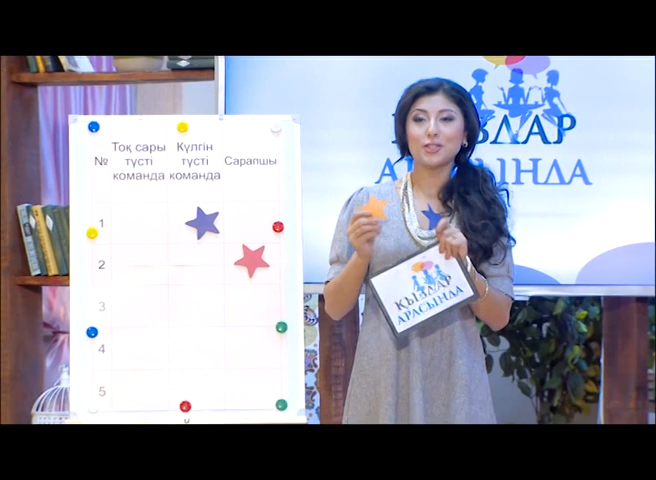 Тоқ сары түсті команда
Күлгін түсті команда
№
Сарапшы
1
2
3
4
5
ҚЫЗДАР
АРАСЫНДА
ҚЫЗДАР
АРАСЫНДА